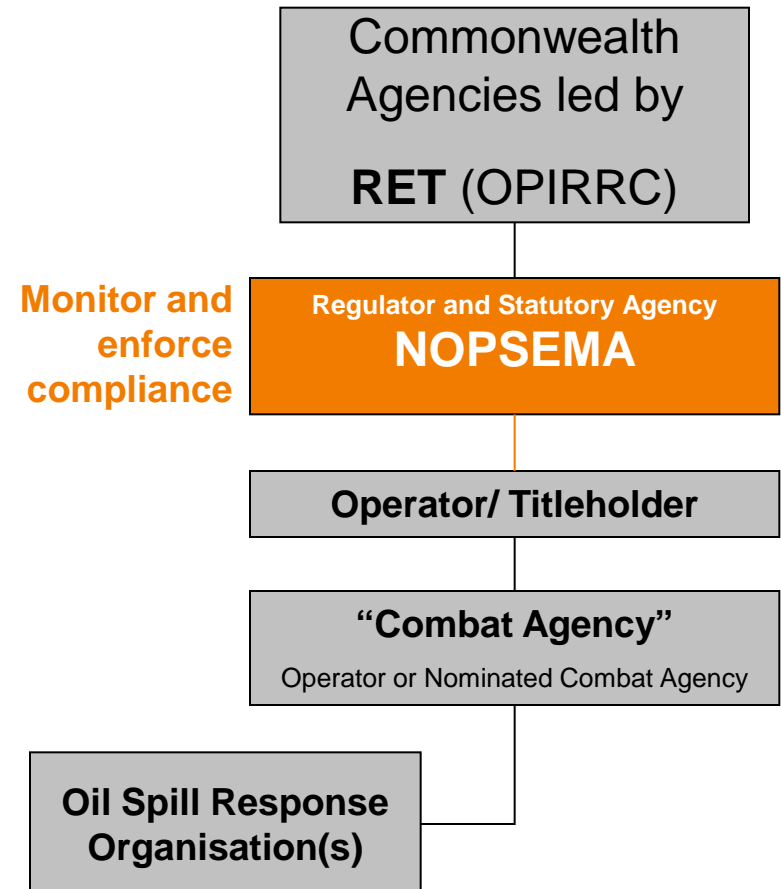 Commonwealth
Agencies led by
RET (OPIRRC)
Monitor and
enforce
compliance
Regulator and Statutory Agency
NOPSEMA
Operator/ Titleholder
“Combat Agency”
Operator or Nominated Combat Agency
Oil Spill Response
Organisation(s)